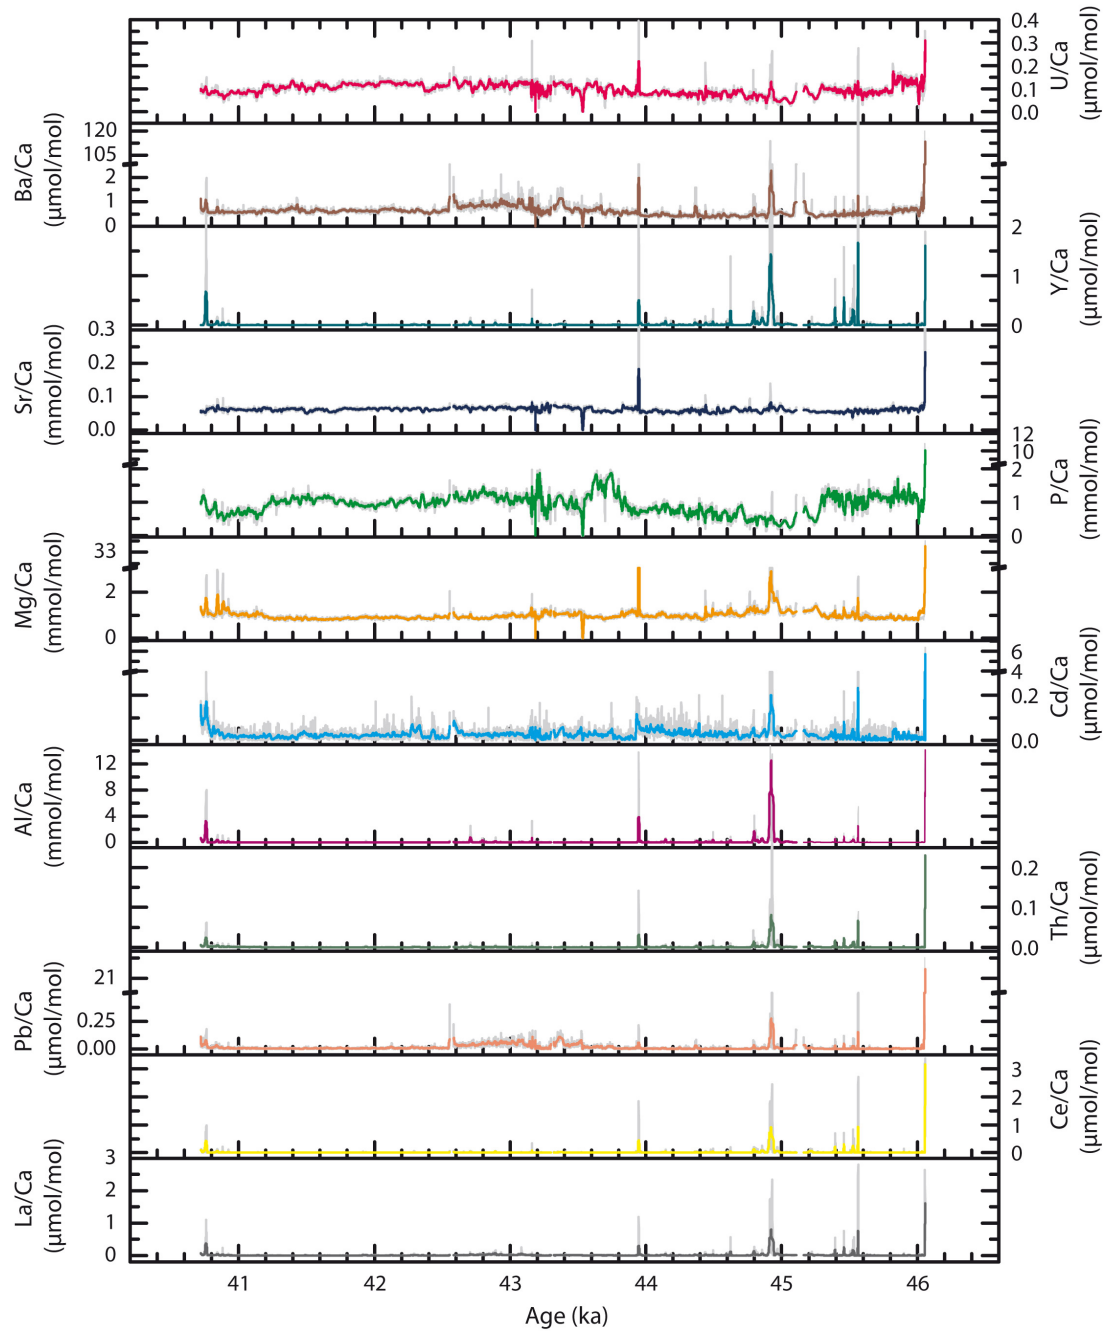 0.4
0.3
0.2
0.1
0.0
U/Ca
(µmol/mol)
120
105
2
1
0
Ba/Ca
(µmol/mol)
2
1
0
Y/Ca
(µmol/mol)
0.3
0.2
0.1
0.0
Sr/Ca
(mmol/mol)
12
10
2
1
0
P/Ca
(mmol/mol)
33
2
0
Mg/Ca
(mmol/mol)
6
4
0.2
0.0
Cd/Ca
(µmol/mol)
12
8
4
0
Al/Ca
(mmol/mol)
0.2
0.1
0.0
Th/Ca
(µmol/mol)
21
0.25
0.00
Pb/Ca
(µmol/mol)
3
2
1
0
Ce/Ca
(µmol/mol)
3
2
1
0
La/Ca
(µmol/mol)
41 42 43 44 45 46
Age (ka)